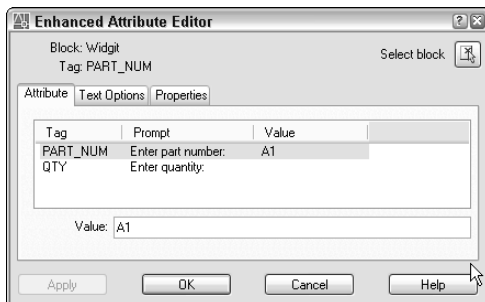 Enhanced Attribute Editor
Block: Widgit
Tag: PART_NUM
Select block
Attribute Text Options Properties
Tag Prompt Value
PART_NUM Enter part number: A1
QTY Enter quantity:
Value: A1
Apply OK Cancel Help